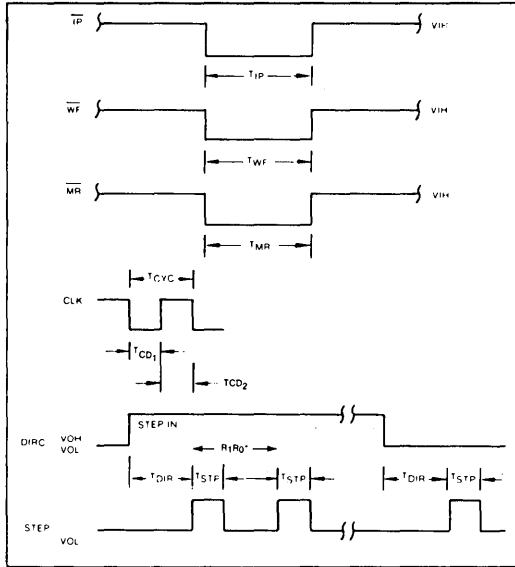 IP VIH
TIP
WF VIH
TWF
MR VIH
TMR
TCYC
CLK
TCD1
TCD2
STEP IN
DIRC VOH
VOL
R1R0*
TDIR TSTP TSTP TDIR TSTP
STEP
VOL